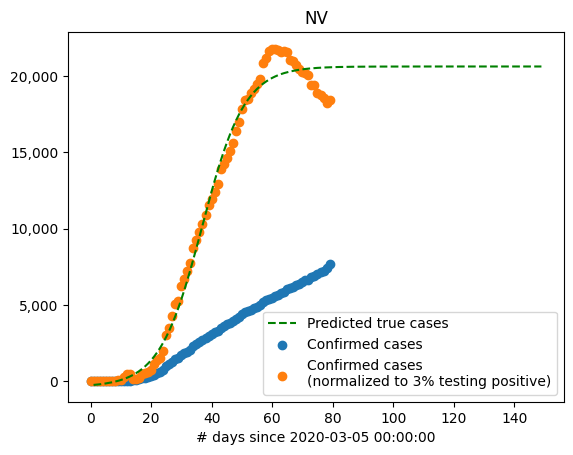 NV
20,000
15,000
10,000
5,000
0
0 20 40 60 80 100 120 140
# days since 2020-03-05 00:00:00
Predicted true cases
Confirmed cases
Confirmed cases
(normalized to 3% testing positive)